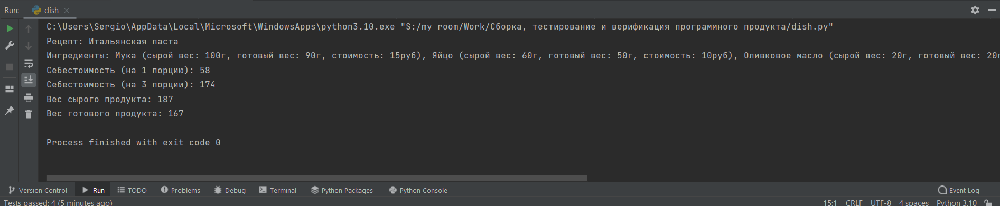 Run: dish
C:\Users\Sergio\AppData\Local\Microsoft\WindowsApps\python3.10.exe "S:/my room/Work/Сборка, тестирование и верификация программного продукта/dish.py"
Рецепт: Итальянская паста
Ингредиенты: Мука (сырой вес: 100г, готовый вес: 90г, стоимость: 15руб), Яйцо (сырой вес: 60г, готовый вес: 50г, стоимость: 10руб), Оливковое масло (сырой вес: 20г, готовый вес: 20г
Себестоимость (на 1 порцию): 58
Себестоимость (на 3 порции): 174
Вес сырого продукта: 187
Вес готового продукта: 167
Process finished with exit code 0
Version Control Run TODO Problems Debug Terminal Python Packages Python Console Event Log
Tests passed: 4 (5 minutes ago) 15:1 CRLF UTF-8 4 spaces Python 3.10